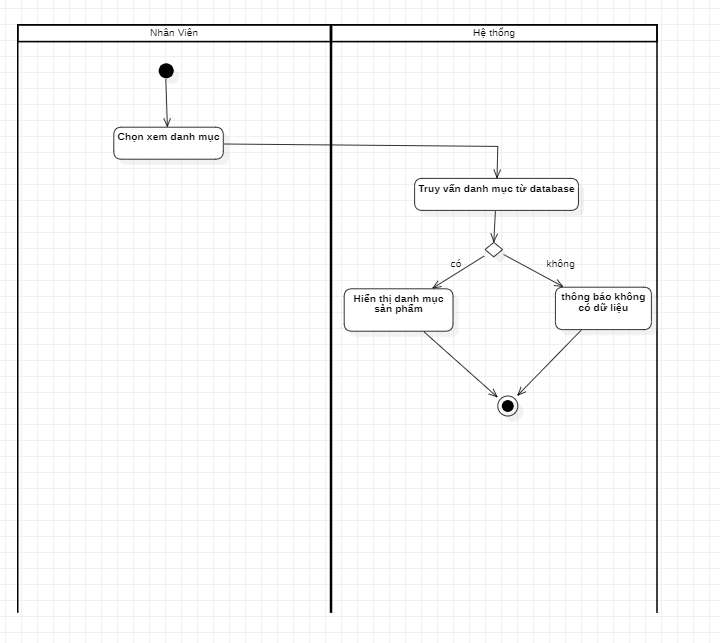 Nhân Viên
Hệ thống
Chọn xem danh mục
Truy vấn danh mục từ database
có
không
Hiển thị danh mục
sản phẩm
thông báo không
có dữ liệu